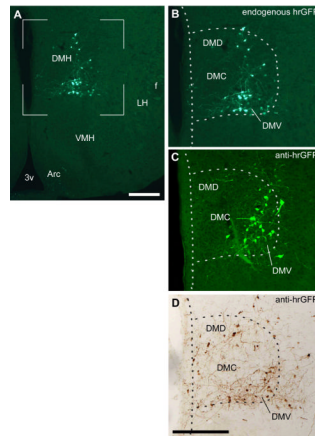 A
DMH
f
LH
VMH
3v
Arc
B
endogenous hrGFP
DMD
DMC
DMV
C
anti-hrGFP
DMD
DMC
DMV
D
anti-hrGFP
DMD
DMC
DMV